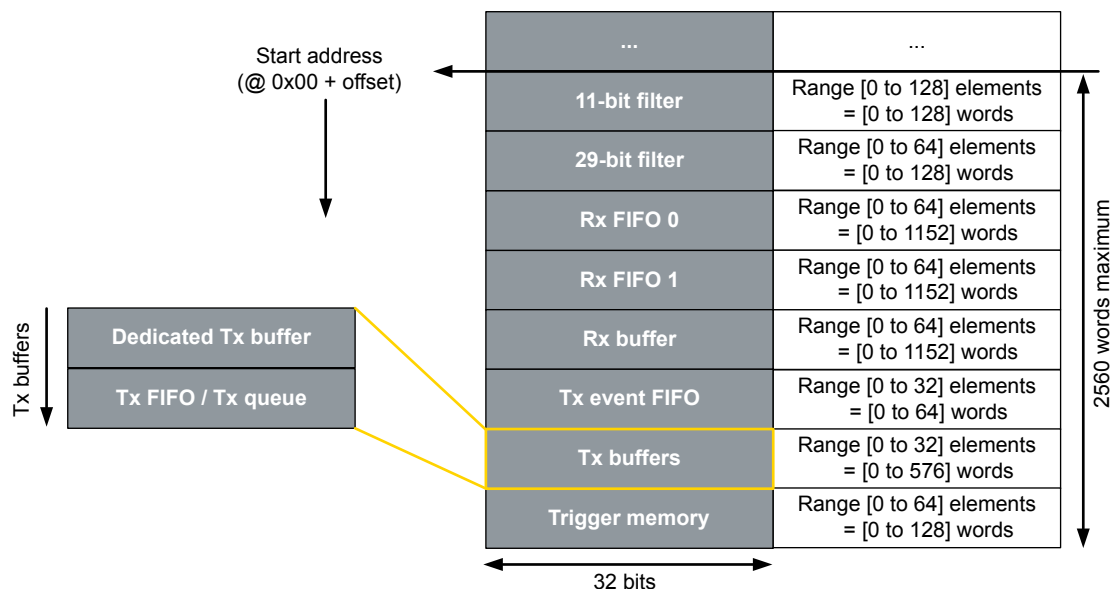 ...
...
Start address
(@ 0x00 + offset)
11-bit filter
Range [0 to 128] elements
= [0 to 128] words
29-bit filter
Range [0 to 64] elements
= [0 to 128] words
Rx FIFO 0
Range [0 to 64] elements
= [0 to 1152] words
Rx FIFO 1
Range [0 to 64] elements
= [0 to 1152] words
Rx buffer
Range [0 to 64] elements
= [0 to 1152] words
Tx event FIFO
Range [0 to 32] elements
= [0 to 64] words
Tx buffers
Range [0 to 32] elements
= [0 to 576] words
Trigger memory
Range [0 to 64] elements
= [0 to 128] words
2560 words maximum
32 bits
Tx buffers
Dedicated Tx buffer
Tx FIFO / Tx queue